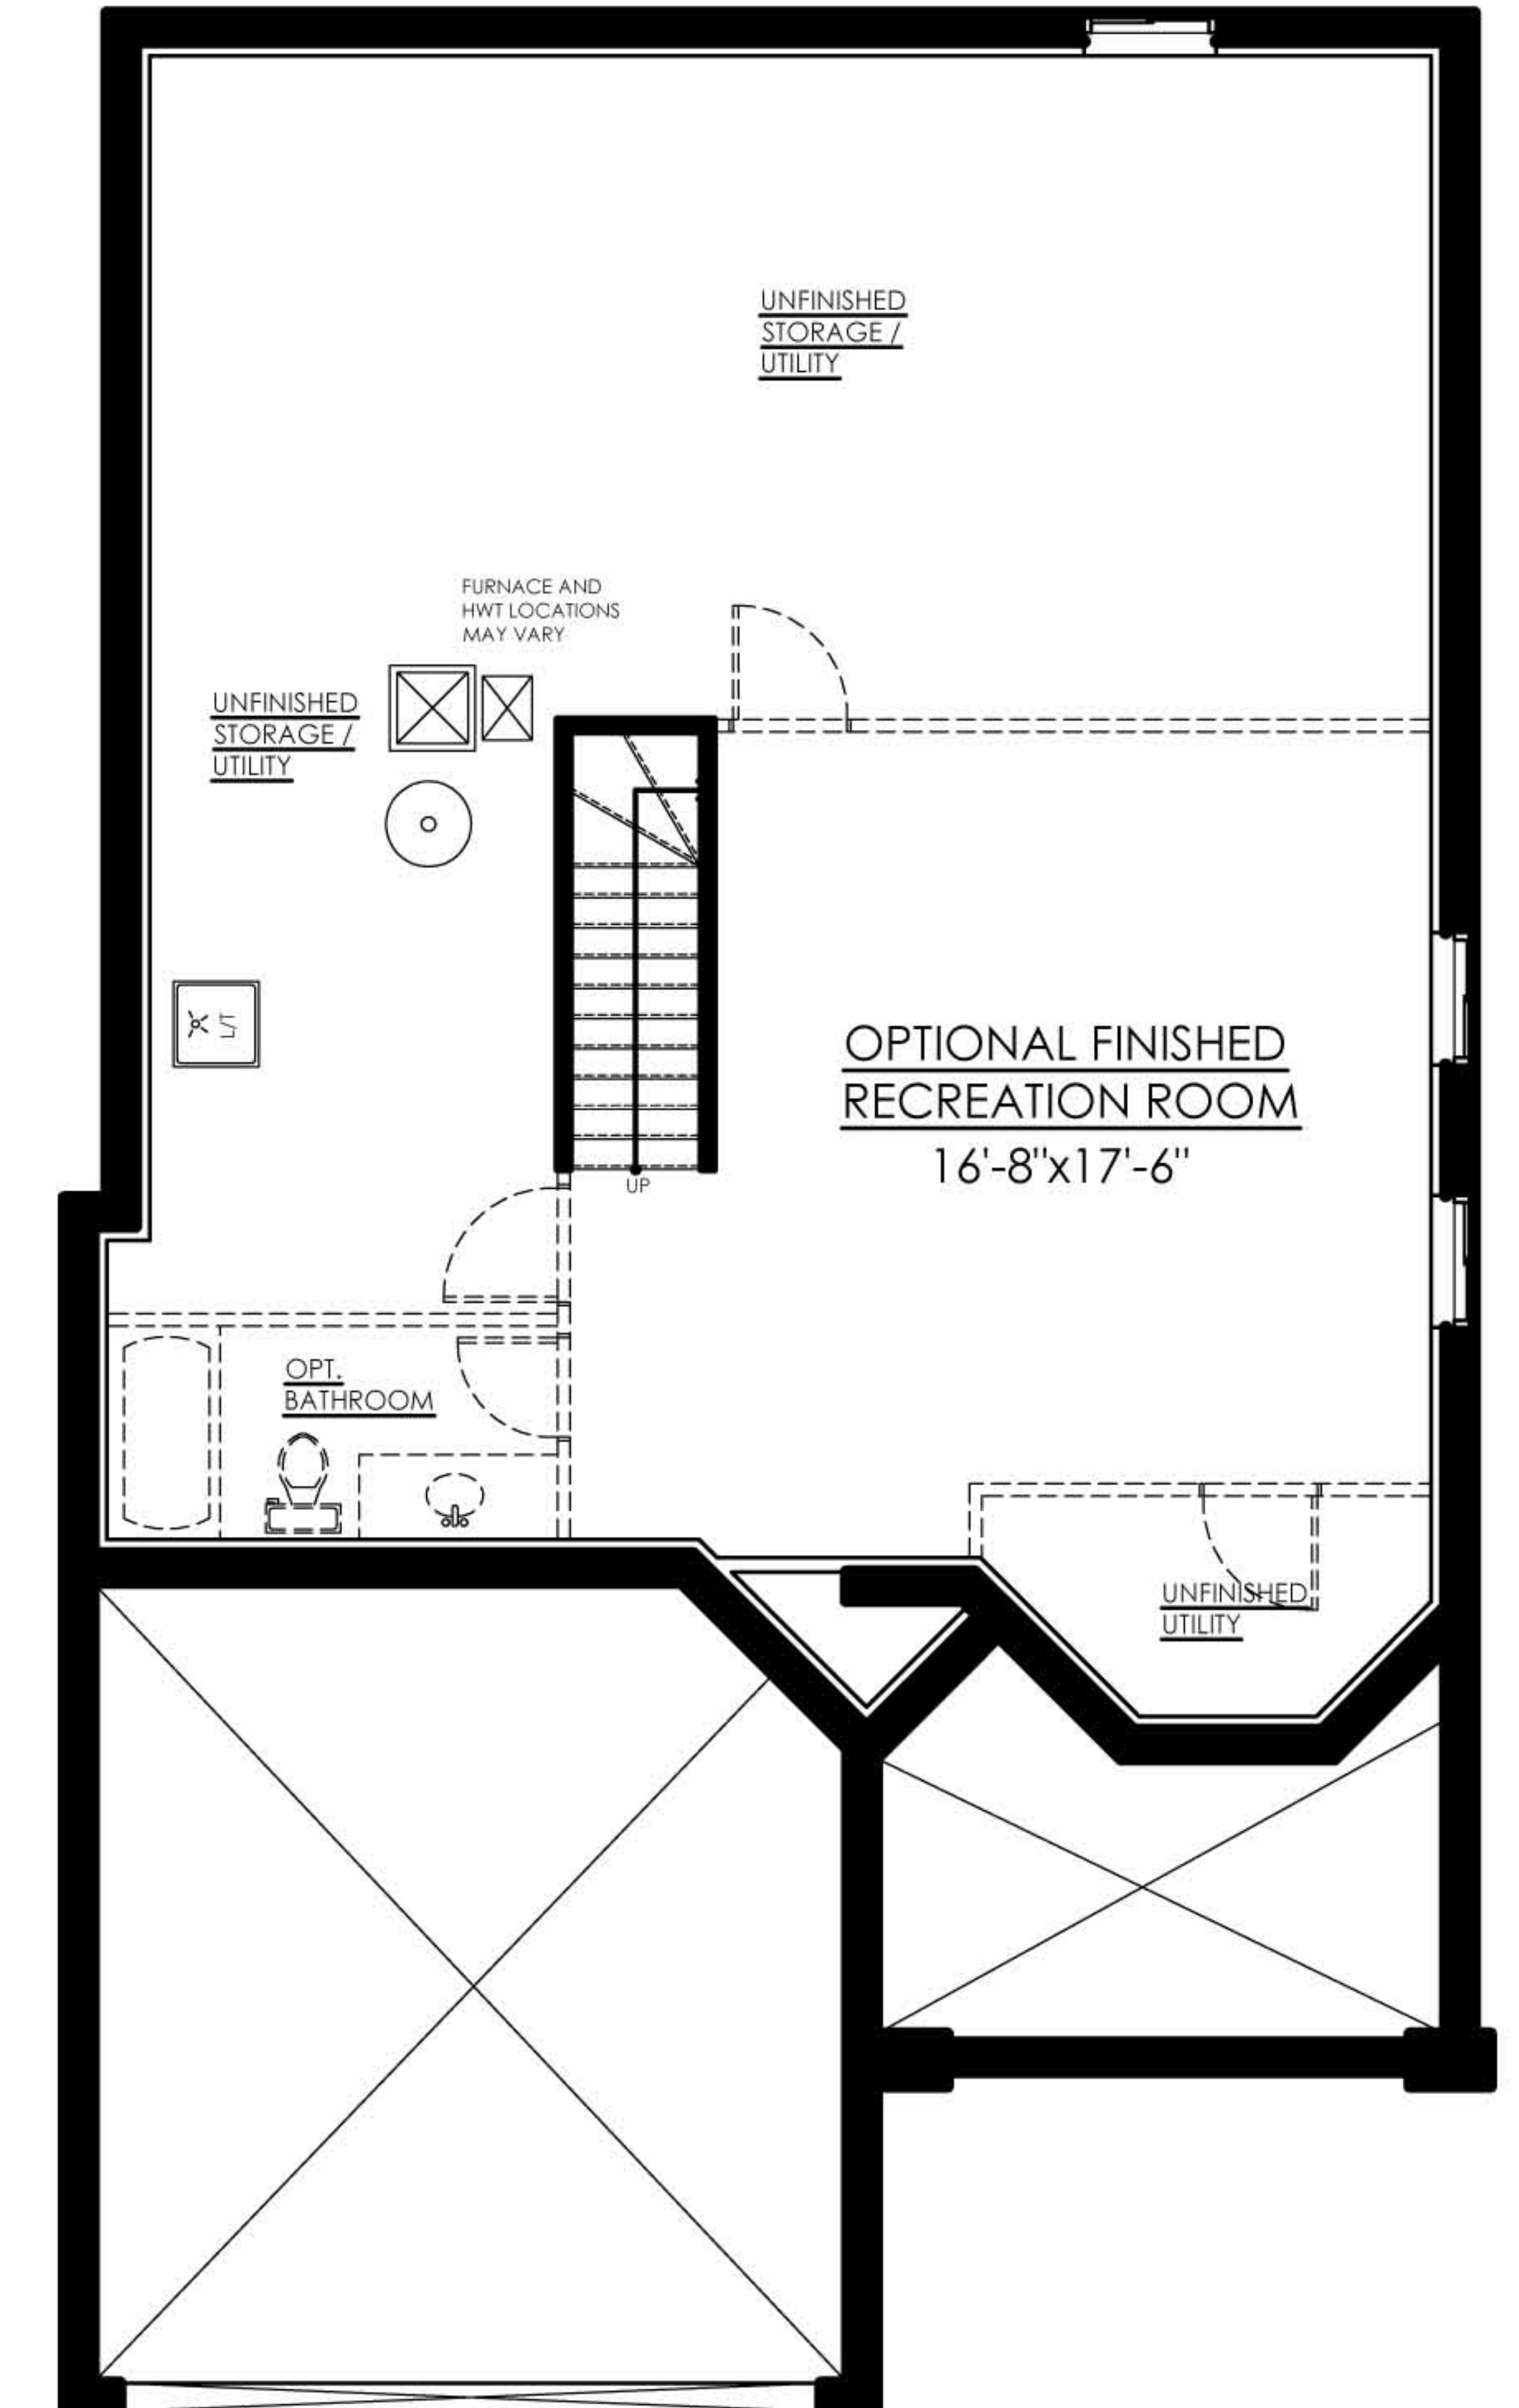 UNFINISHED
STORAGE /
UTILITY
FURNACE AND
HWT LOCATIONS
MAY VARY
UNFINISHED
STORAGE /
UTILITY
L/T
OPTIONAL FINISHED
RECREATION ROOM
16'-8"x17'-6"
UP
OPT.
BATHROOM
UNFINISHED
UTILITY